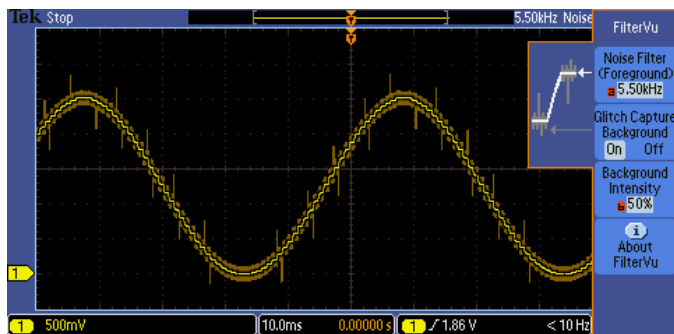 Tek Stop
T
T
5.50kHz Noise
FilterVu
Noise Filter
(Foreground)
a 5.50kHz
Glitch Capture
Background
On Off
Background
Intensity
b 50%
i
About
FilterVu
1
1 500mV
10.0ms 0.00000 s
1 1.86 V
<10 Hz